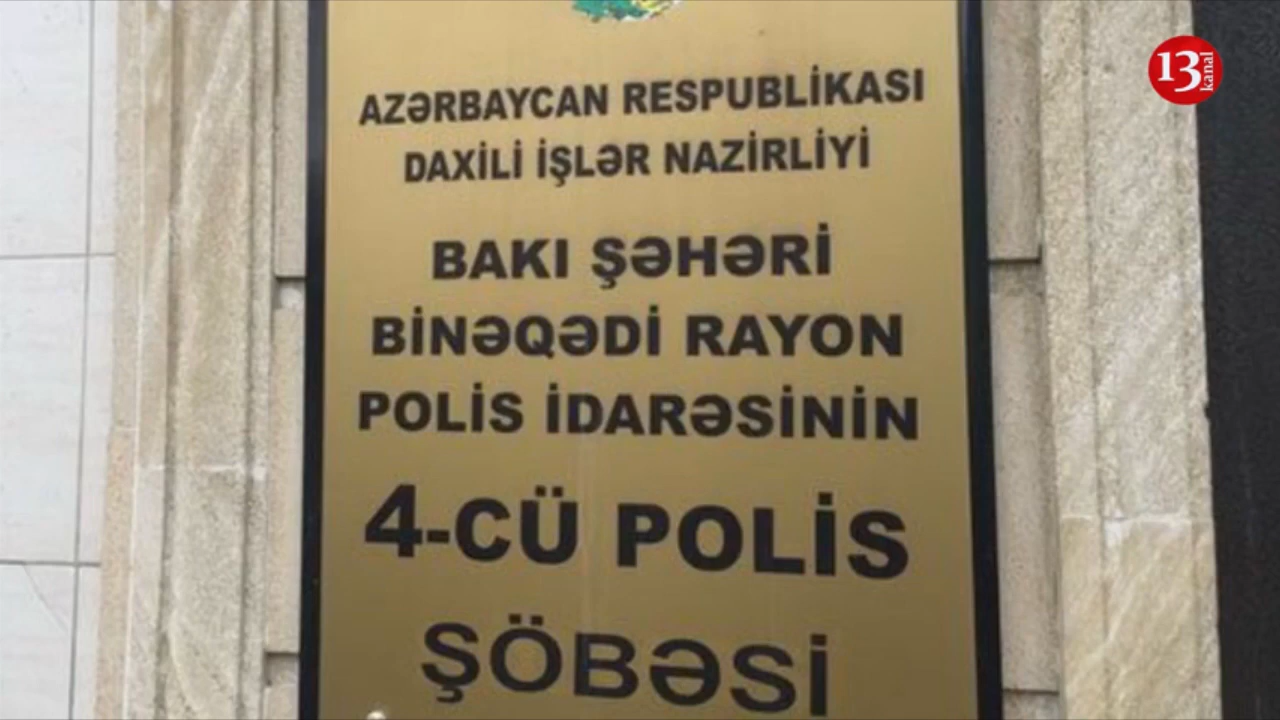 13
kanal
AZƏRBAYCAN RESPUBLİKASI
DAXİLİ İŞLƏR NAZİRLİYİ
BAKI ŞƏHƏRİ
BİNƏQƏDİ RAYON
POLİS İDARƏSİNİN
4-CÜ POLİS
ŞÖBƏSİ